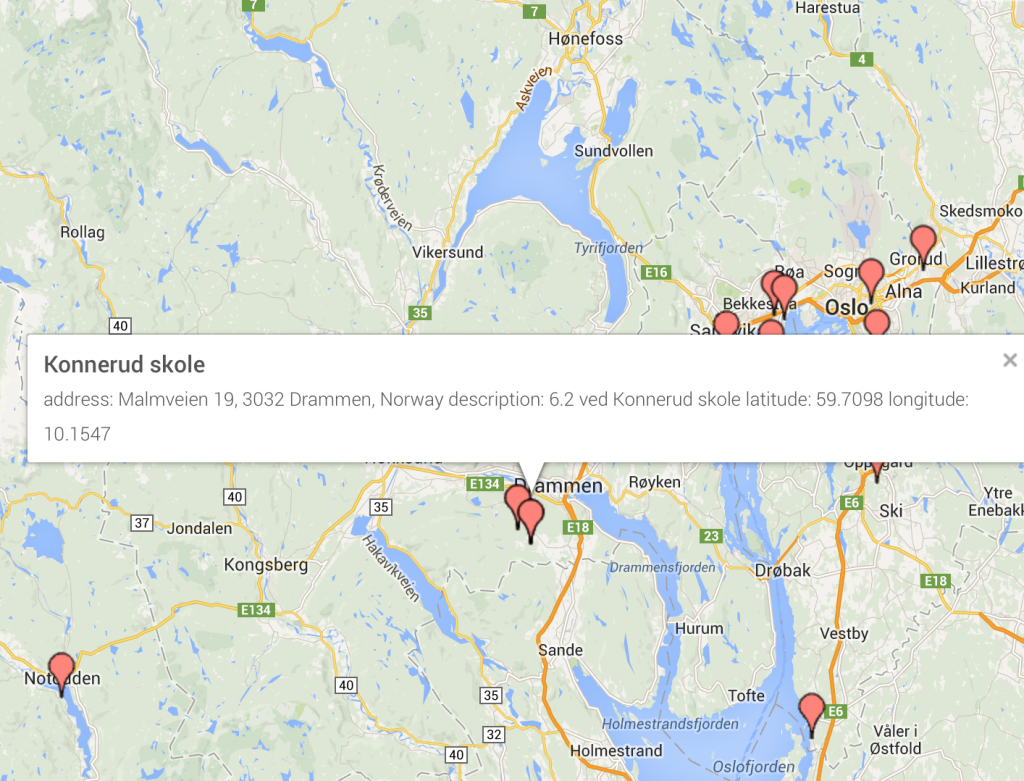 7
7
Harestua
Hønefoss
4
Askveien
Sundvollen
Krøderveien
Skedsmoko
Rollag
Tyrifjorden
Vikersund
Grorud
Lillestrø
E16
Røa
Sogn
Kurland
Alna
Bekkestua
Oslo
35
40
Sandvika
Konnerud skole
address: Malmveien 19, 3032 Drammen, Norway description: 6.2 ved Konnerud skole latitude: 59.7098 longitude:
10.1547
Oppegård
E134
Drammen
Røyken
40
35
E6
Ski
Ytre
Enebakk
37
Jondalen
E18
23
Hakavikveien
Kongsberg
Drammensfjorden
Drøbak
E18
E134
Hurum
Vestby
Sande
Notodden
40
35
Tofte
E6
Holmestrandsfjorden
32
Våler i
Østfold
40
Holmestrand
Oslofjorden